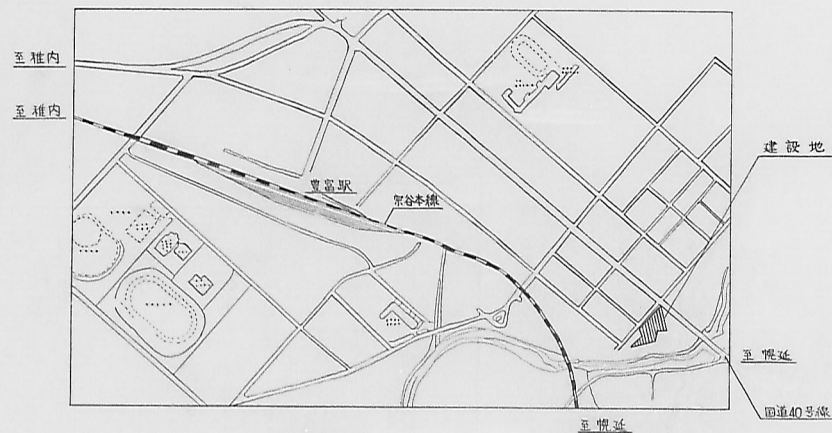 至 稚内
至 稚内
建設地
豊富駅
宗谷本線
至 幌延
国道40号線
至 幌延